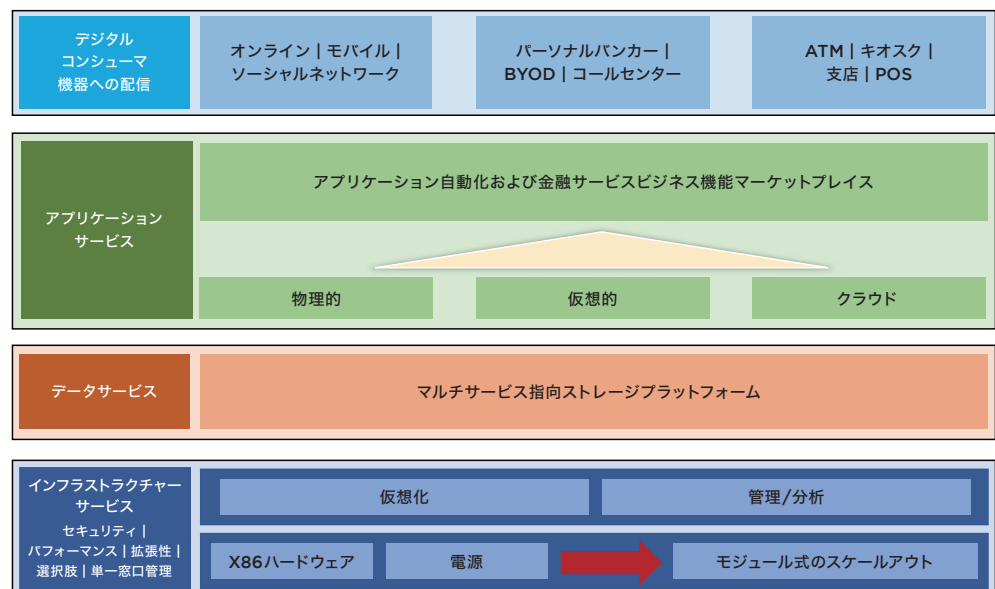 デジタル
コンシューマ
機器への配信
オンライン | モバイル |
ソーシャルネットワーク
パーソナルバンカー |
BYOD | コールセンター
ATM | キオスク |
支店 | POS
アプリケーション
サービス
アプリケーション自動化および金融サービスビジネス機能マーケットプレイス
物理的
仮想的
クラウド
データサービス
マルチサービス指向ストレージプラットフォーム
インフラストラクチャー
サービス
セキュリティ |
パフォーマンス | 拡張性 |
選択肢 | 単一窓口管理
仮想化
管理/分析
X86ハードウェア
電源
モジュール式のスケールアウト